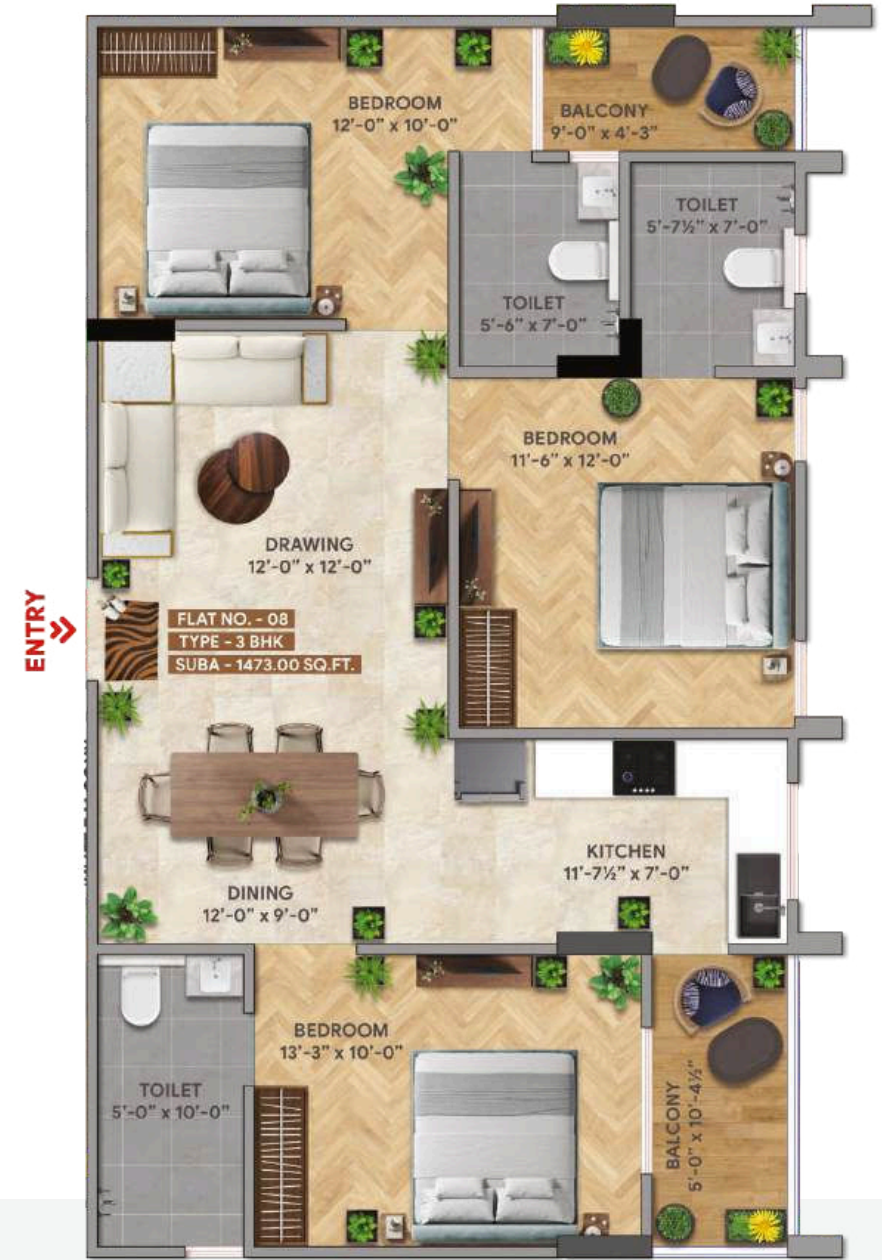 BEDROOM
12'-0" x 10'-0"
BALCONY
9'-0" x 4'-3"
TOILET
5'-7½" x 7'-0"
TOILET
5'-6" x 7'-0"
BEDROOM
11'-6" x 12'-0"
DRAWING
12'-0" x 12'-0"
ENTRY
FLAT NO. - 08
TYPE - 3 BHK
SUBA - 1473.00 SQ.FT.
KITCHEN
11'-7½" x 7'-0"
DINING
12'-0" x 9'-0"
BEDROOM
13'-3" x 10'-0"
TOILET
5'-0" x 10'-0"
BALCONY
5'-0" x 10'-4½"